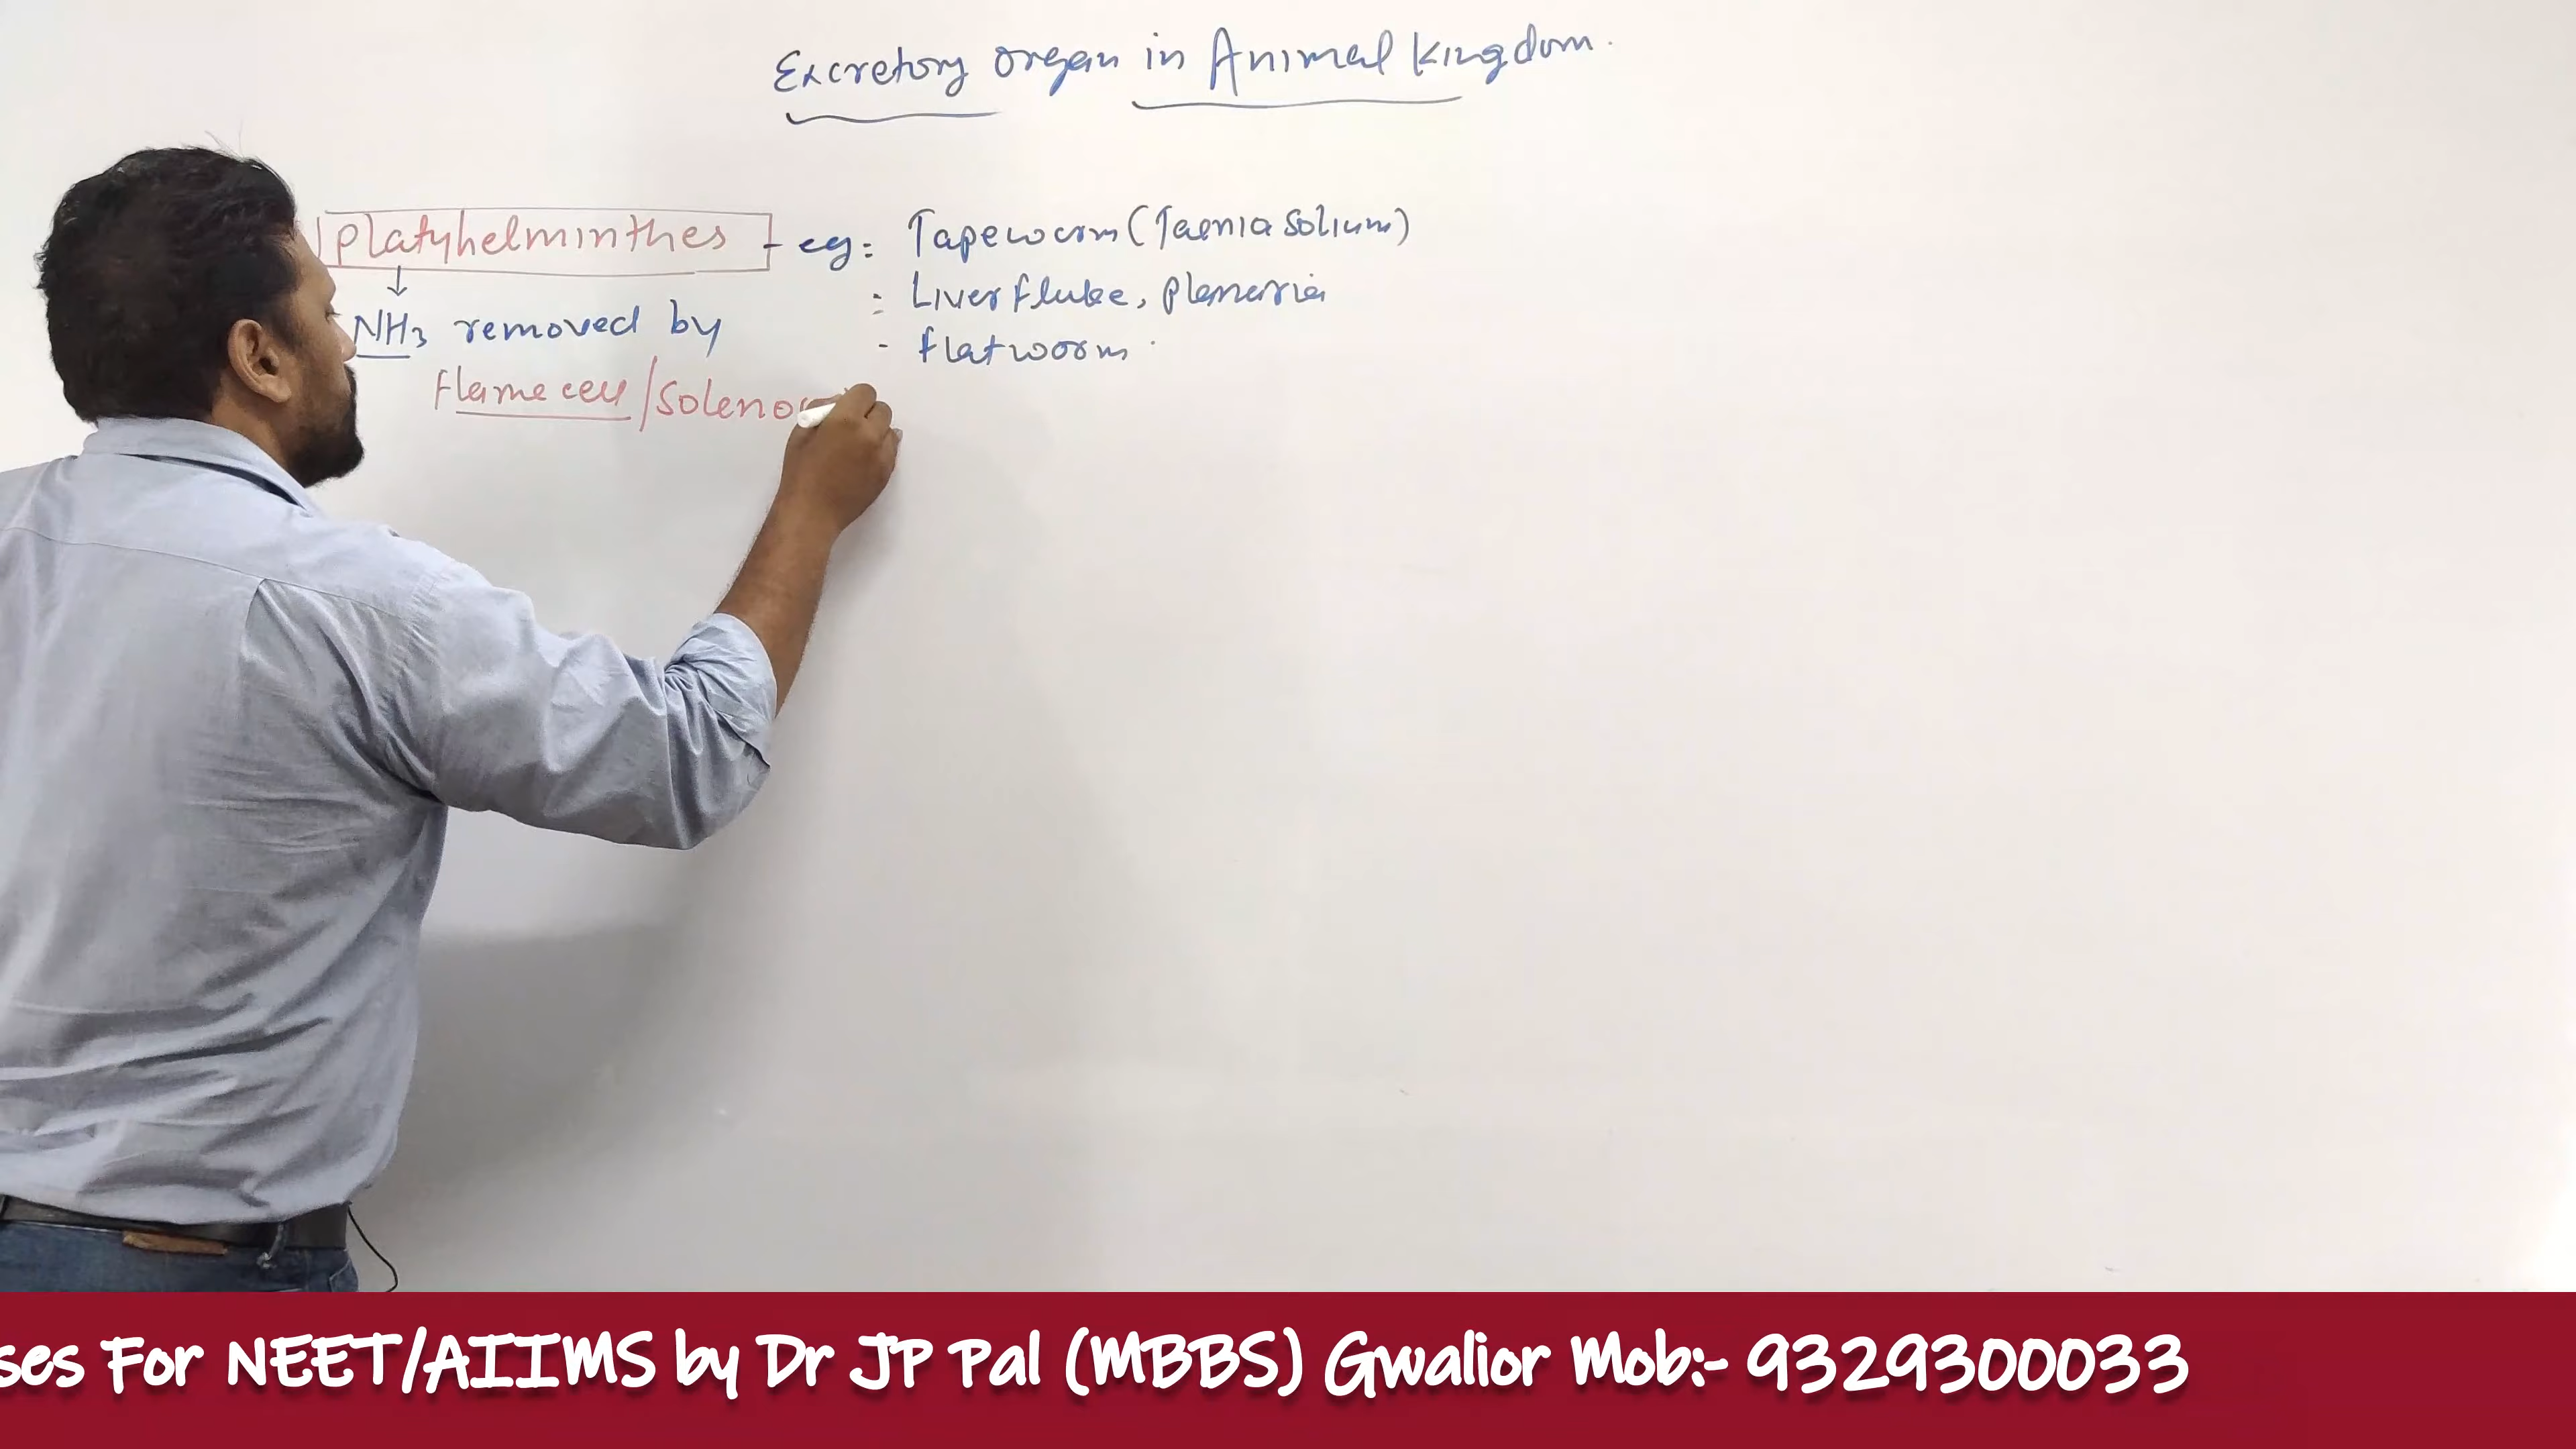 Excretory organ in Animal Kingdom.
Platyhelminthes - eg: Tapeworm (Taenia Solium)
: Liver fluke, planaria
- flatworm.
↓
NH3 removed by
Flame cell / Soleno
ses For NEET/AIIMS by Dr JP Pal (MBBS) Gwalior Mob:- 9329300033